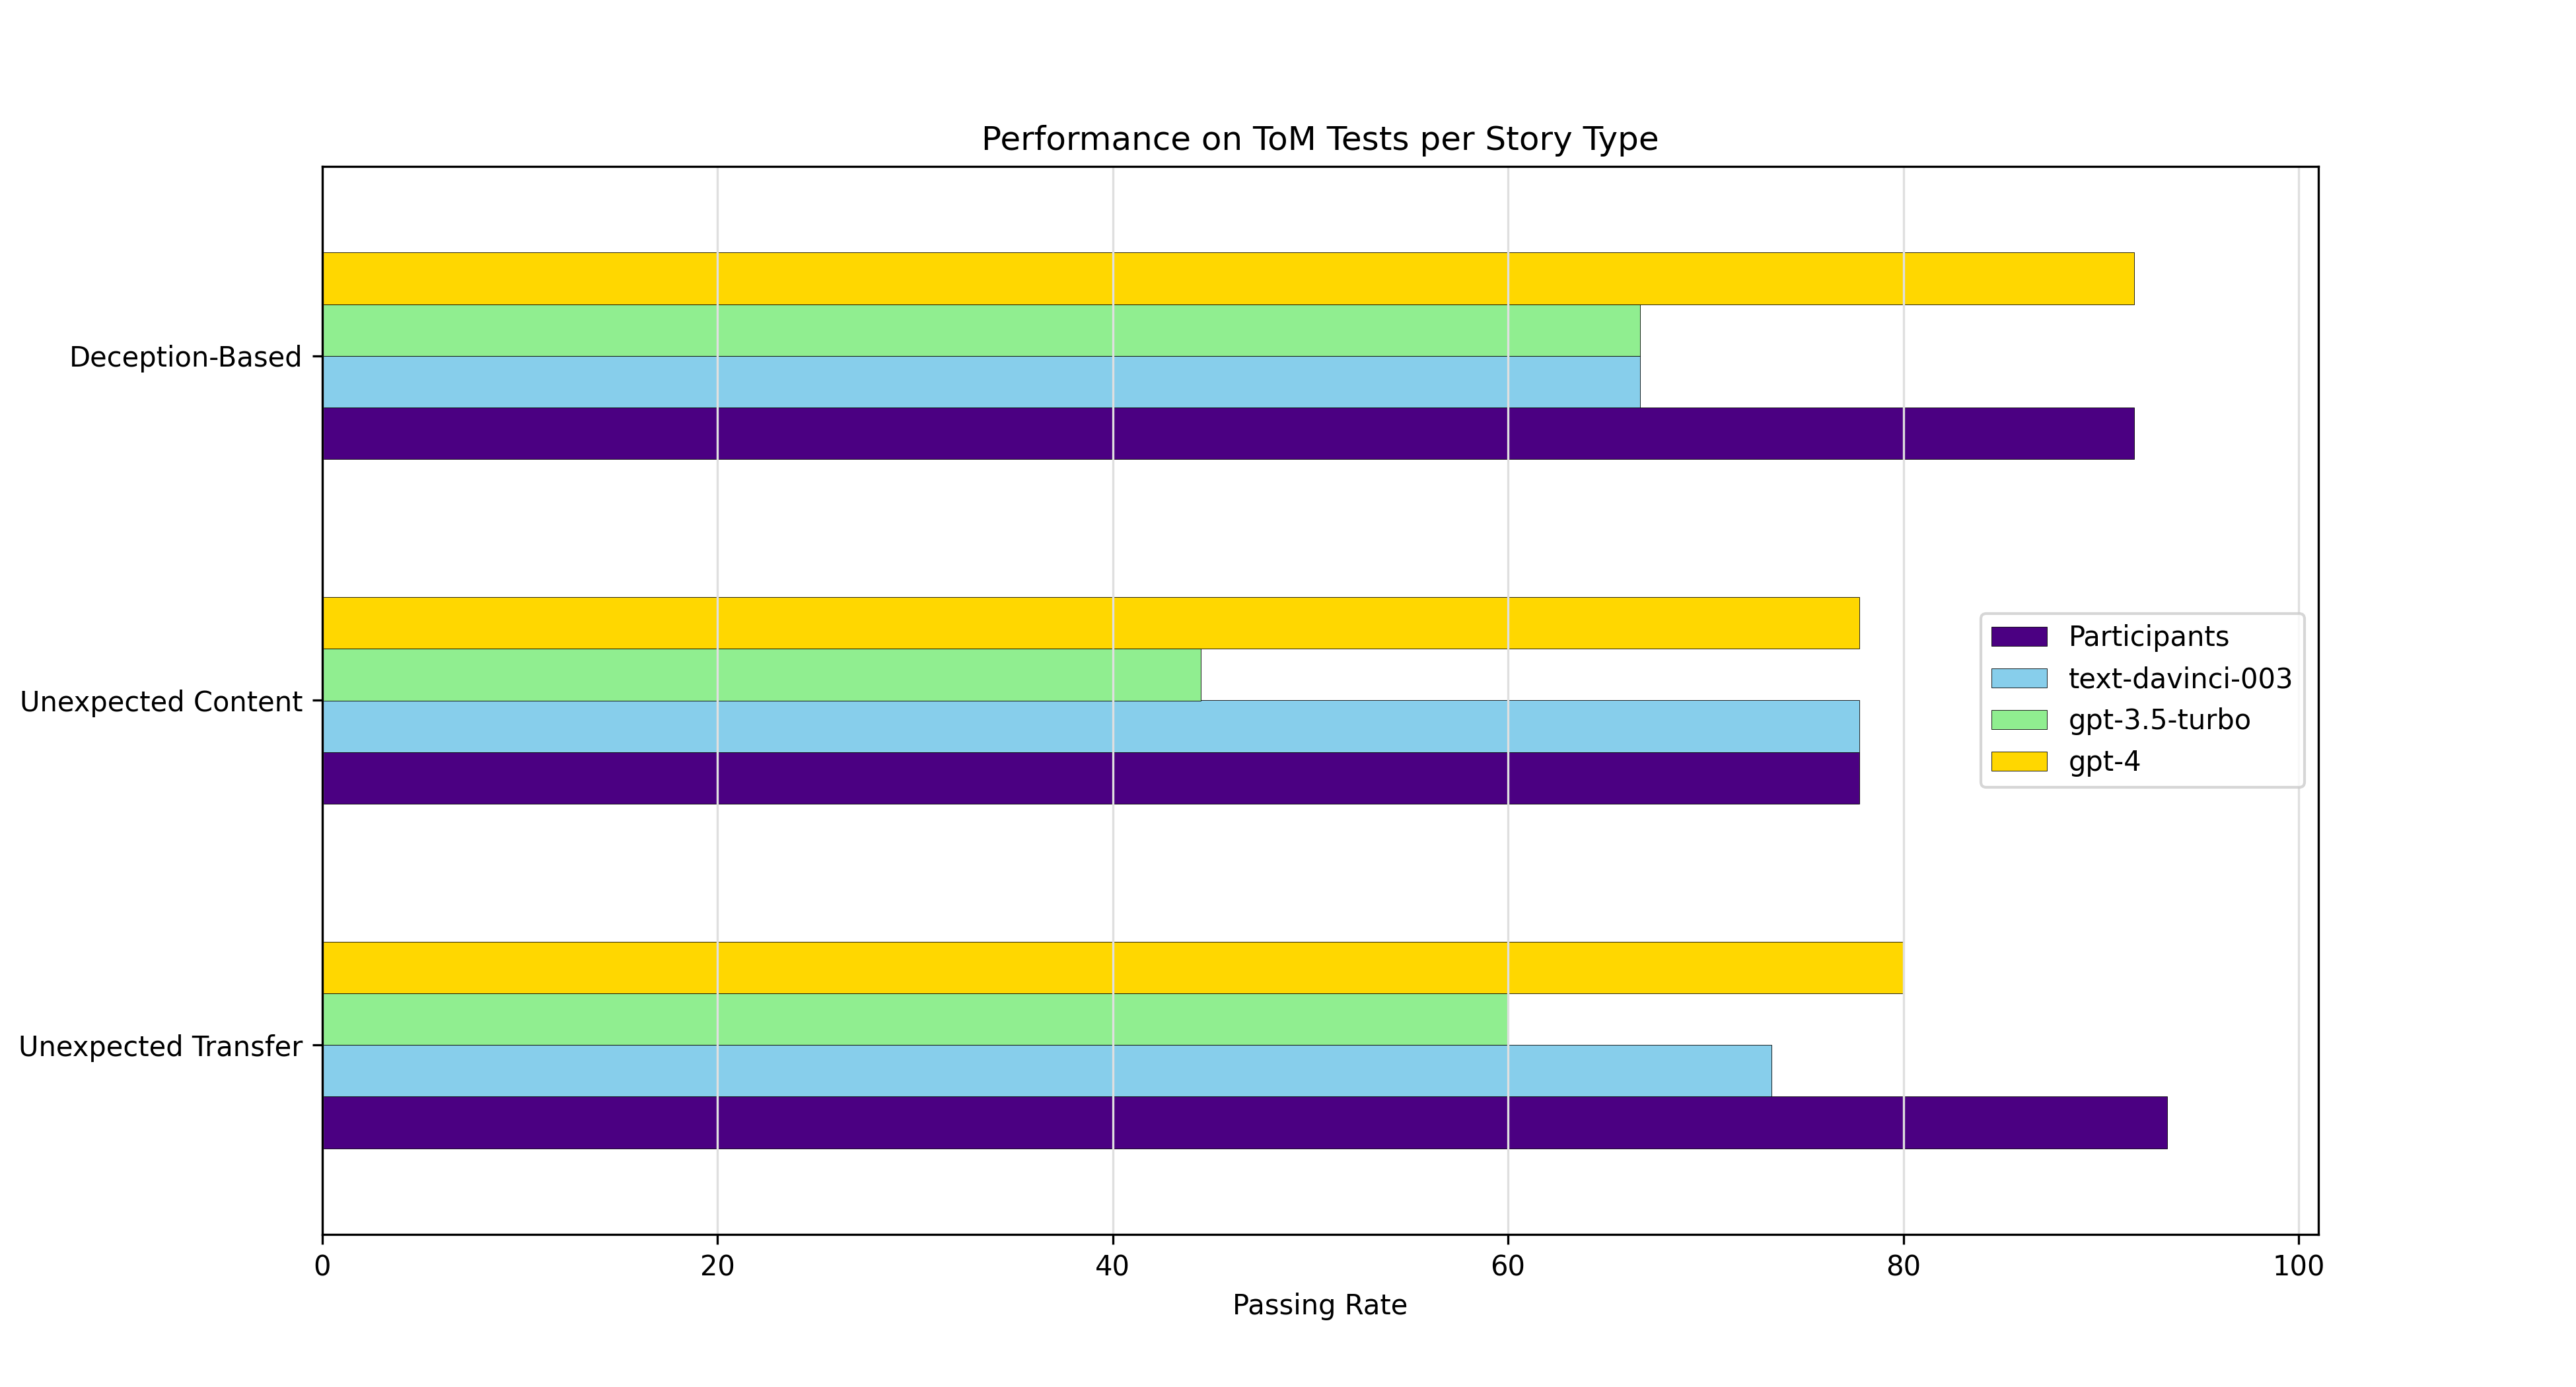 Performance on ToM Tests per Story Type
Deception-Based
Unexpected Content
Unexpected Transfer
Participants
text-davinci-003
gpt-3.5-turbo
gpt-4
0 20 40 60 80 100
Passing Rate